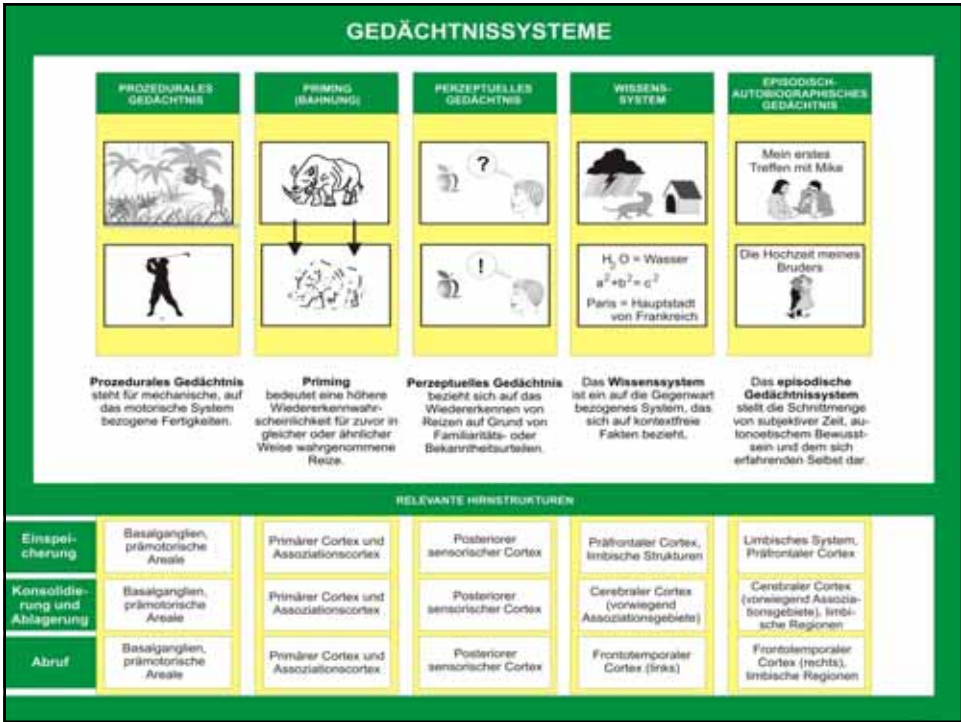 GEDÄCHTNISSYSTEME
PROZEDURALES
GEDÄCHTNIS
PRIMING
(BAHNUNG)
PERZEPTUELLES
GEDÄCHTNIS
WISSENS-
SYSTEM
EPISODISCH-
AUTOBIOGRAPHISCHES
GEDÄCHTNIS
?
!
H2O = Wasser
a²+b²= c²
Paris = Hauptstadt
von Frankreich
Mein erstes
Treffen mit Mike
Die Hochzeit meines
Bruders
Prozedurales Gedächtnis
steht für mechanische, auf
das motorische System
bezogene Fertigkeiten.
Priming
bedeutet eine höhere
Wiedererkennwahr-
scheinlichkeit für zuvor in
gleicher oder ähnlicher
Weise wahrgenommene
Reize.
Perzeptuelles Gedächtnis
bezieht sich auf das
Wiedererkennen von
Reizen auf Grund von
Familiaritäts- oder
Bekanntheitsurteilen.
Das Wissenssystem
ist ein auf die Gegenwart
bezogenes System, das
sich auf kontextfreie
Fakten bezieht.
Das episodische
Gedächtnissystem
stellt die Schnittmenge
von subjektiver Zeit, au-
tonoetischem Bewusst-
sein und dem sich
erfahrenden Selbst dar.
RELEVANTE HIRNSTRUKTUREN
Einspei-
cherung
Basalganglien,
prämotorische
Areale
Primärer Cortex und
Assoziationscortex
Posteriorer
sensorischer Cortex
Präfrontaler Cortex,
limbische Strukturen
Limbisches System,
Präfrontaler Cortex
Konsolidie-
rung und
Ablagerung
Basalganglien,
prämotorische
Areale
Primärer Cortex und
Assoziationscortex
Posteriorer
sensorischer Cortex
Cerebraler Cortex
(vorwiegend
Assoziationsgebiete)
Cerebraler Cortex
(vorwiegend Assozia-
tionsgebiete), limbi-
sche Regionen
Abruf
Basalganglien,
prämotorische
Areale
Primärer Cortex und
Assoziationscortex
Posteriorer
sensorischer Cortex
Frontotemporaler
Cortex (links)
Frontotemporaler
Cortex (rechts),
limbische Regionen